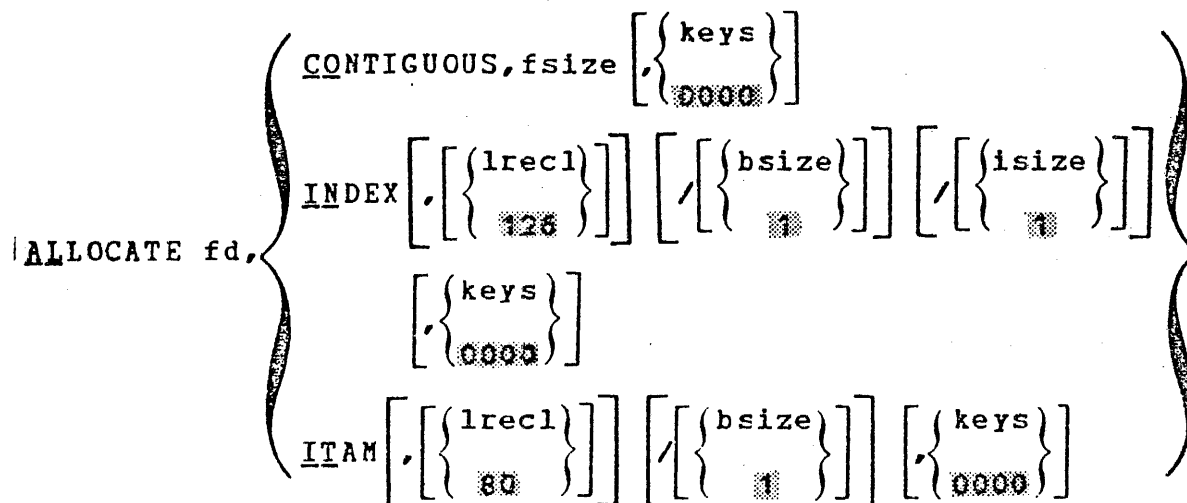 CONTIGUOUS,fsize [,{keys
0000}]
INDEX[,[{lrecl
126}]] [/[{bsize
1}]] [/[{isize
1}]]
ALLOCATE fd,
[,{keys
0000}]
ITAM[,[{lrecl
80}]] [/[{bsize
1}]] [,{keys
0000}]